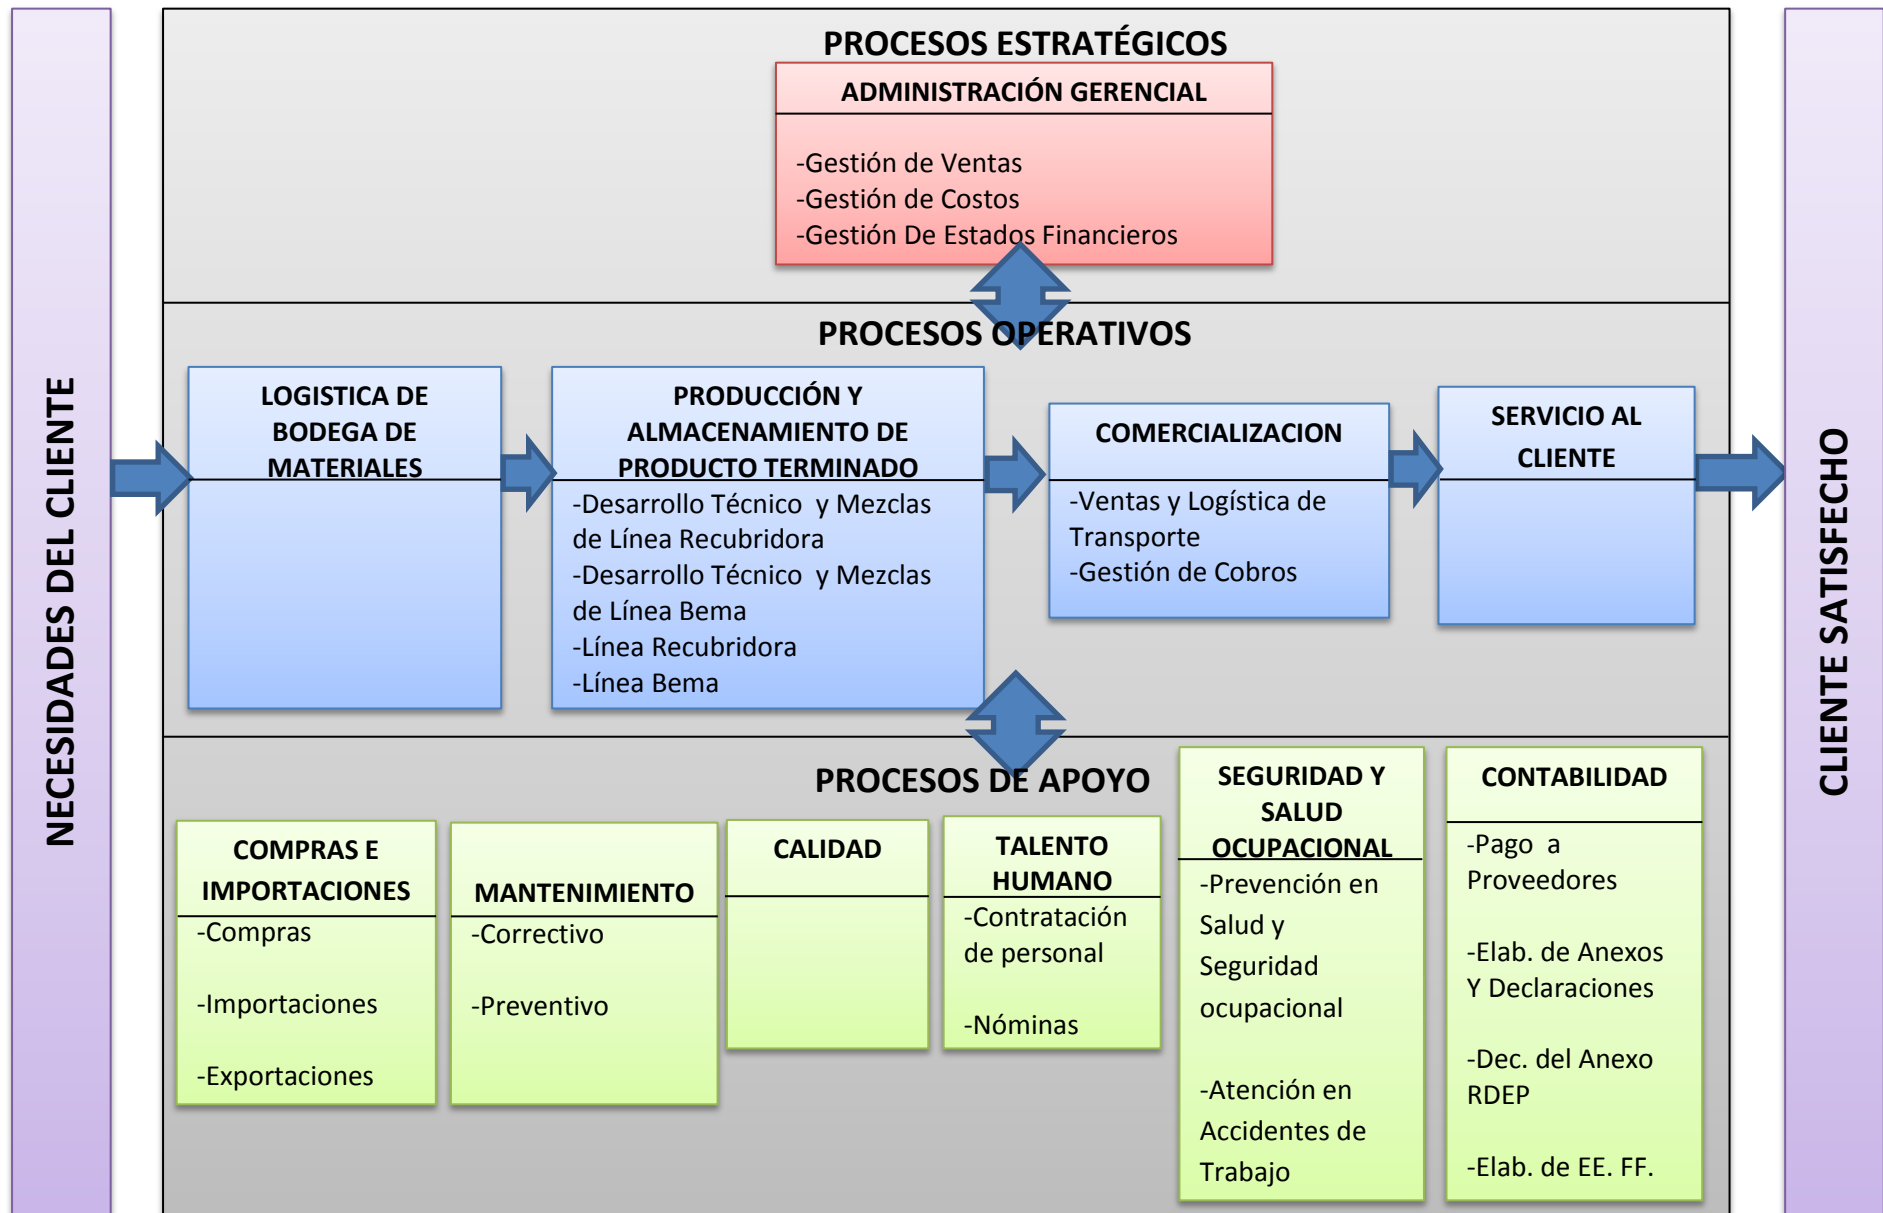 NECESIDADES DEL CLIENTE
PROCESOS ESTRATÉGICOS
ADMINISTRACIÓN GERENCIAL
-Gestión de Ventas
-Gestión de Costos
-Gestión De Estados Financieros
PROCESOS OPERATIVOS
LOGISTICA DE
BODEGA DE
MATERIALES
PRODUCCIÓN Y
ALMACENAMIENTO DE
PRODUCTO TERMINADO
-Desarrollo Técnico  y Mezclas
de Línea Recubridora
-Desarrollo Técnico  y Mezclas
de Línea Bema
-Línea Recubridora
-Línea Bema
COMERCIALIZACION
-Ventas y Logística de
Transporte
-Gestión de Cobros
SERVICIO AL
CLIENTE
PROCESOS DE APOYO
COMPRAS E
IMPORTACIONES
-Compras
-Importaciones
-Exportaciones
MANTENIMIENTO
-Correctivo
-Preventivo
CALIDAD
TALENTO
HUMANO
-Contratación
de personal
-Nóminas
SEGURIDAD Y
SALUD
OCUPACIONAL
-Prevención en
Salud y
Seguridad
ocupacional
-Atención en
Accidentes de
Trabajo
CONTABILIDAD
-Pago  a
Proveedores
-Elab. de Anexos
Y Declaraciones
-Dec. del Anexo
RDEP
-Elab. de EE. FF.
CLIENTE SATISFECHO